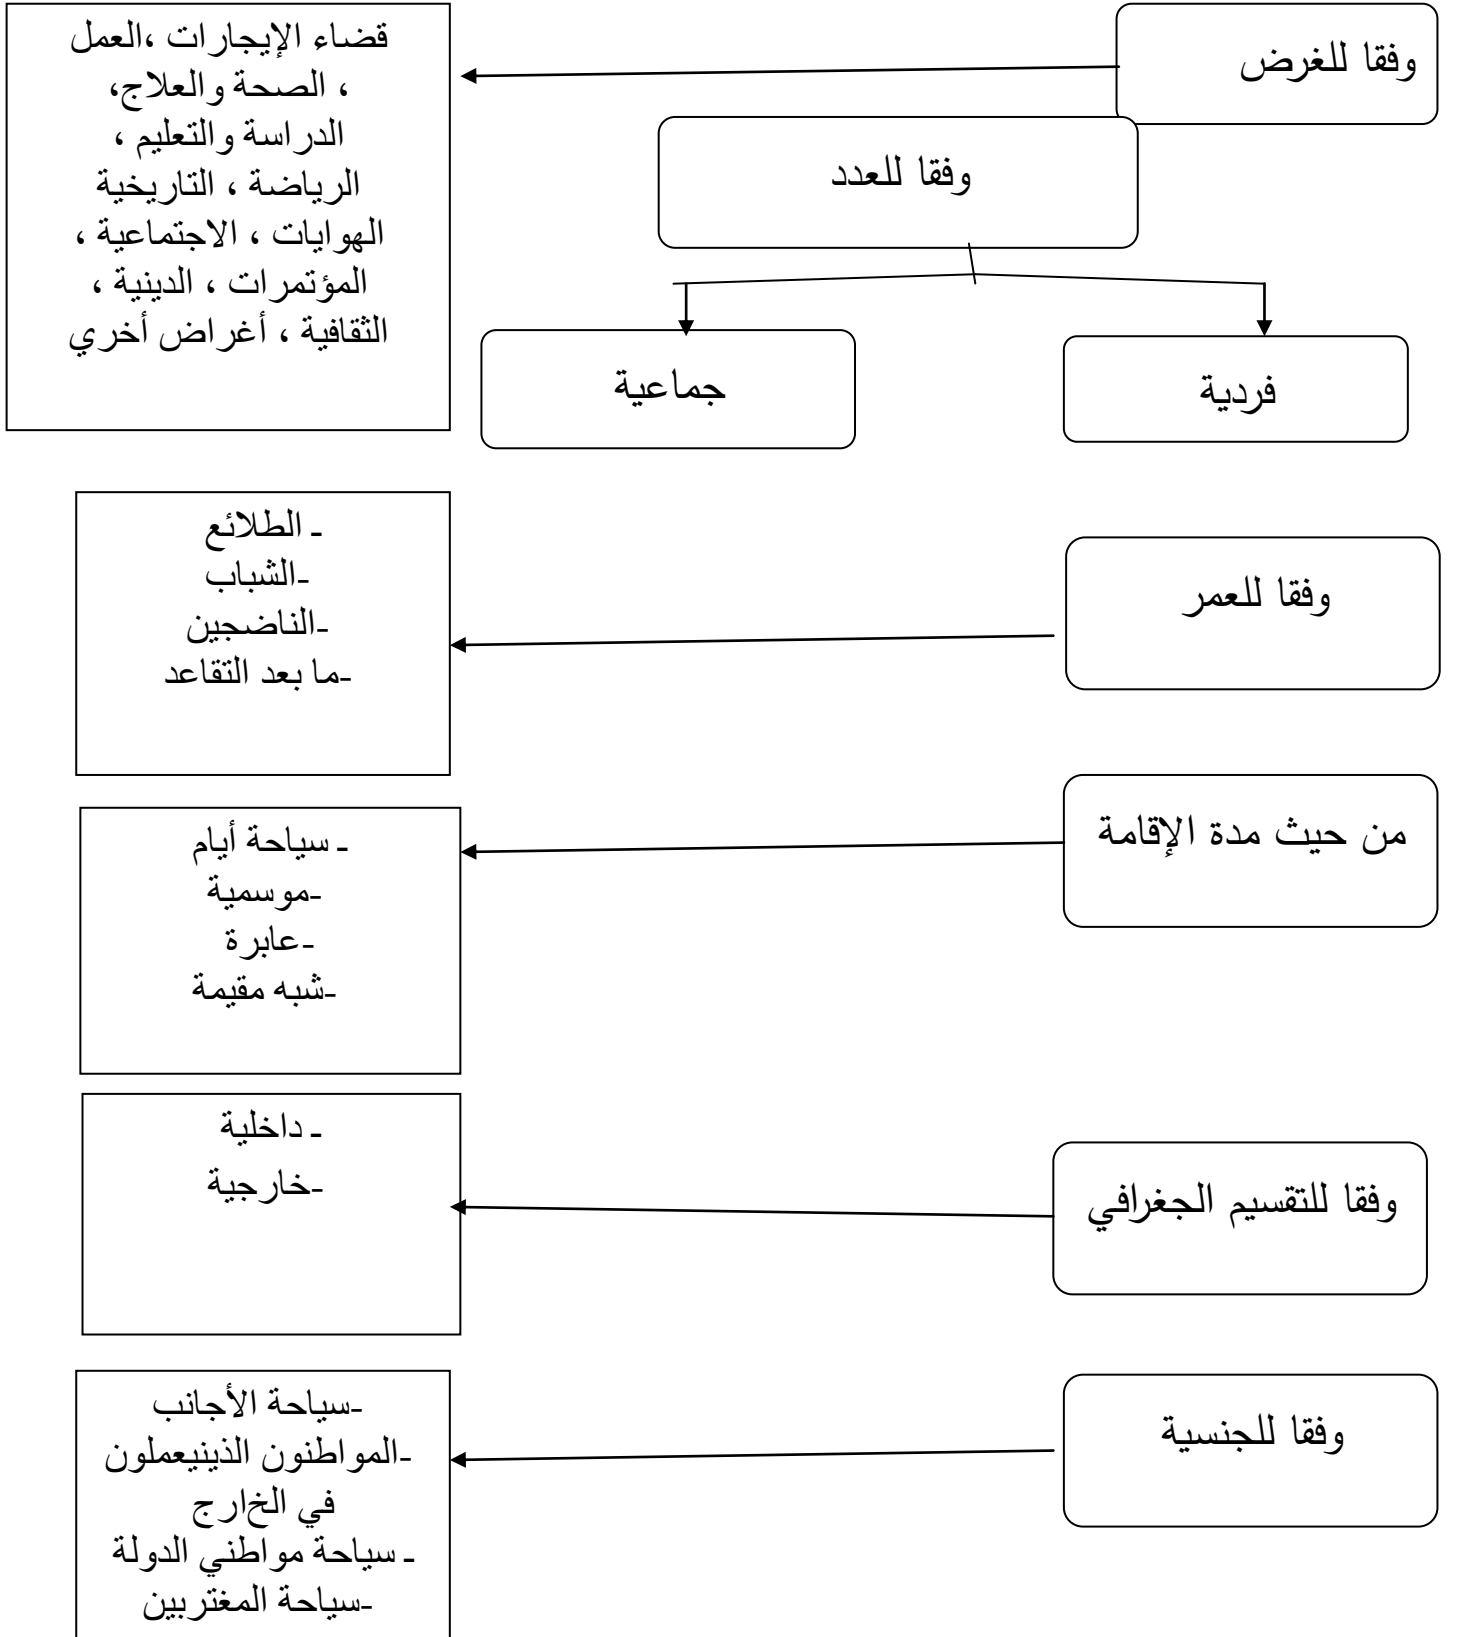 وفقا للغرض
قضاء الإيجارات ،العمل
، الصحة والعلاج،
الدراسة والتعليم ،
الرياضة ، التاريخية
الهوايات ، الاجتماعية ،
المؤتمرات ، الدينية ،
الثقافية ، أغراض أخري
وفقا للعدد
فردية
جماعية
وفقا للعمر
- الطلائع
-الشباب
-الناضجين
-ما بعد التقاعد
من حيث مدة الإقامة
- سياحة أيام
-موسمية
-عابرة
-شبه مقيمة
وفقا للتقسيم الجغرافي
- داخلية
-خارجية
وفقا للجنسية
-سياحة الأجانب
-المواطنون الذينيعملون
في الخارج
- سياحة مواطني الدولة
-سياحة المغتربين